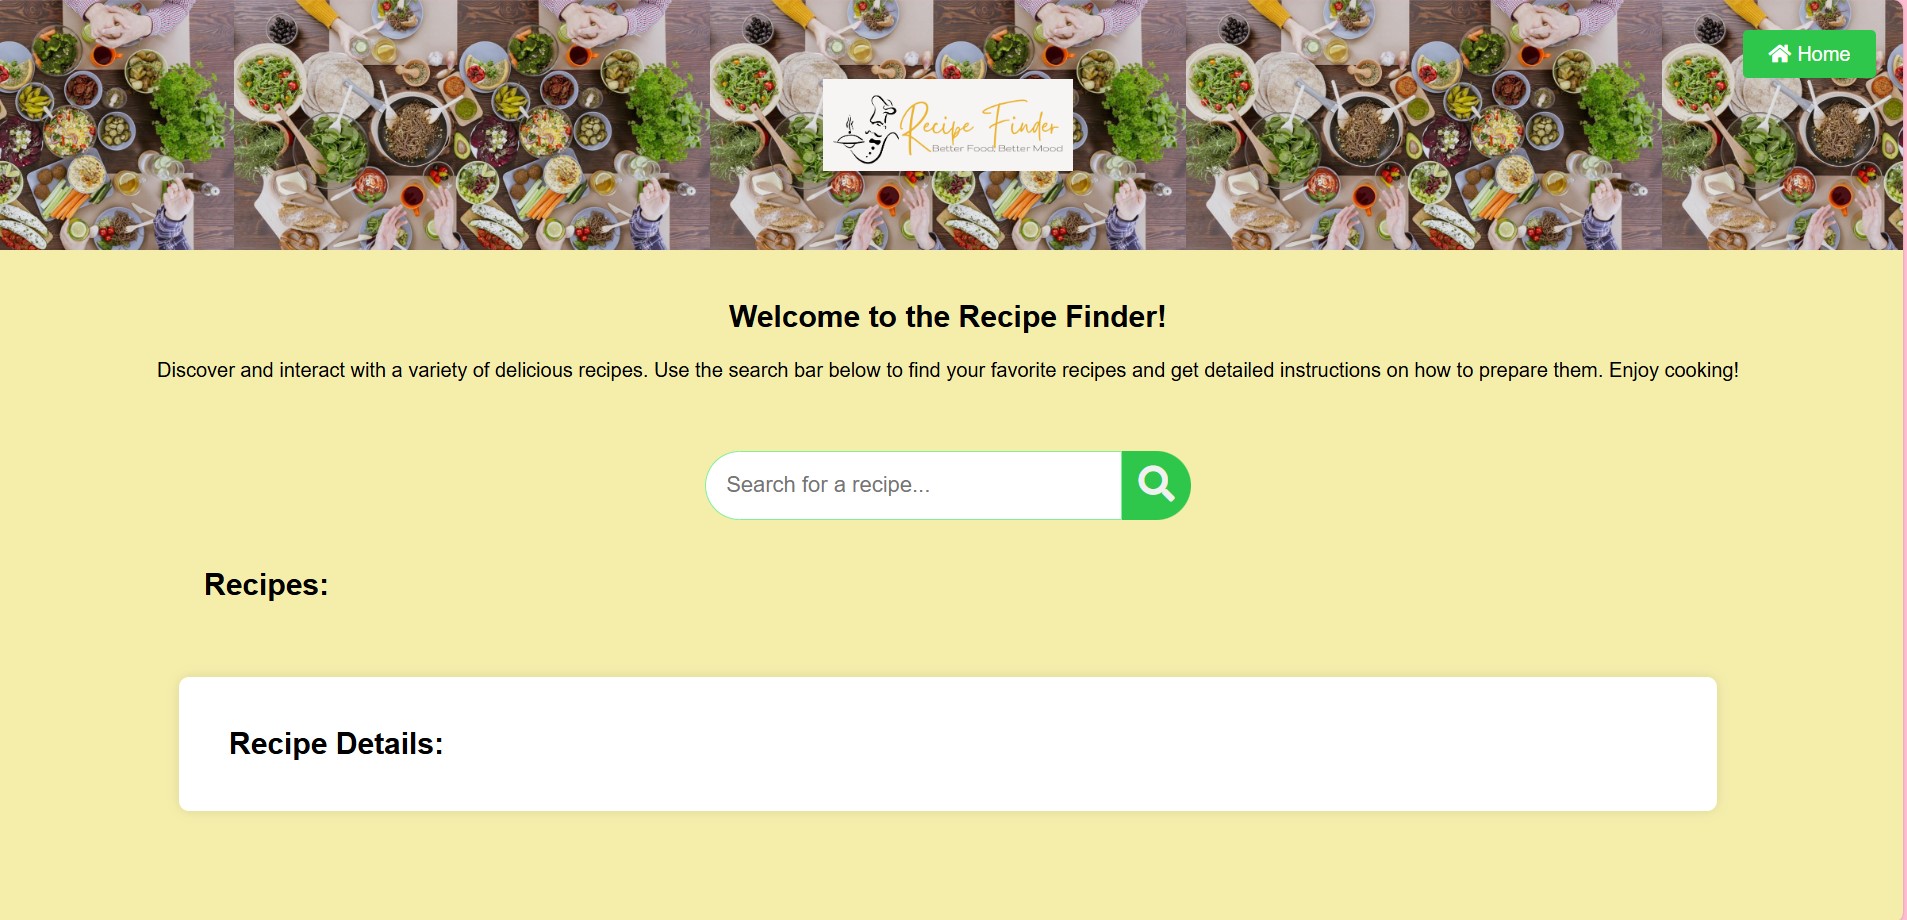 Home
Recipe Finder
Better Food, Better Mood
Welcome to the Recipe Finder!
Discover and interact with a variety of delicious recipes. Use the search bar below to find your favorite recipes and get detailed instructions on how to prepare them. Enjoy cooking!
Search for a recipe...
Recipes:
Recipe Details: